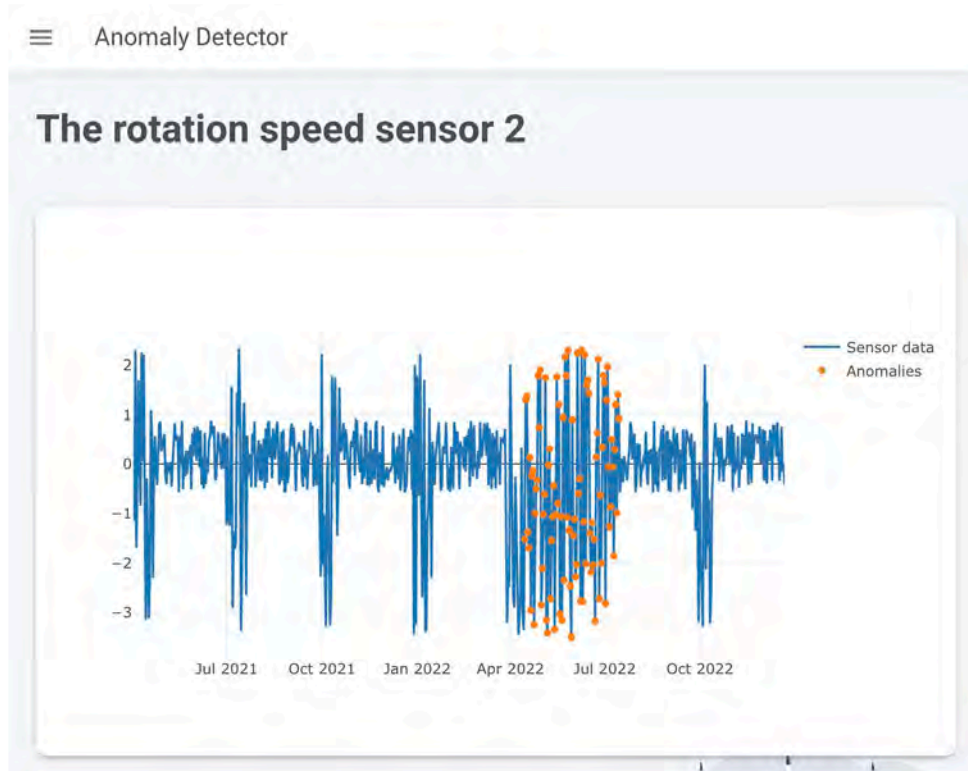 Anomaly Detector
The rotation speed sensor 2
Sensor data
Anomalies
2
1
0
−1
−2
−3
Jul 2021 Oct 2021 Jan 2022 Apr 2022 Jul 2022 Oct 2022